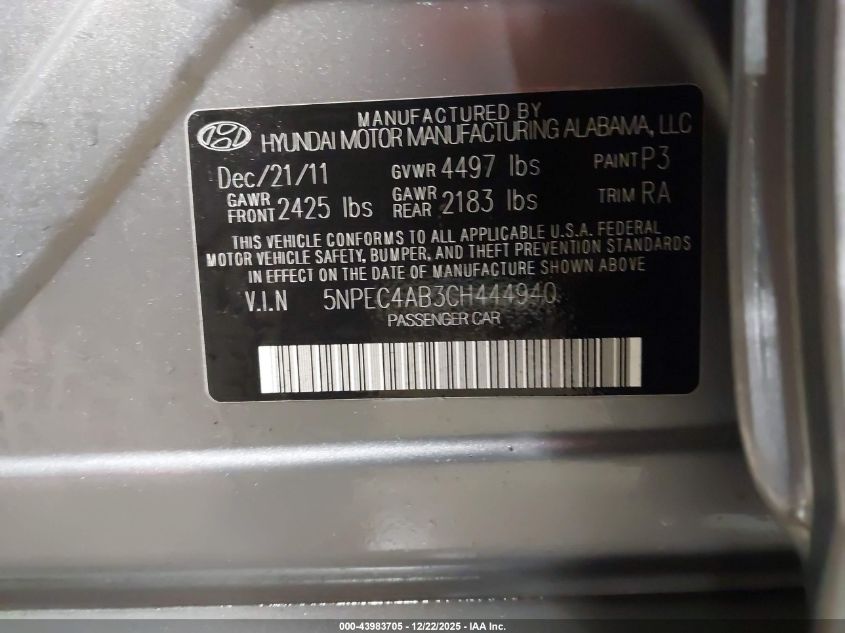 MANUFACTURED BY
HYUNDAI MOTOR MANUFACTURING ALABAMA, LLC
Dec/21/11 GVWR 4497 lbs PAINT P3
GAWR FRONT 2425 lbs GAWR REAR 2183 lbs TRIM RA
THIS VEHICLE CONFORMS TO ALL APPLICABLE U.S.A. FEDERAL
MOTOR VEHICLE SAFETY, BUMPER, AND THEFT PREVENTION STANDARDS
IN EFFECT ON THE DATE OF MANUFACTURE SHOWN ABOVE.
V.I.N 5NPEC4AB3CH444940
PASSENGER CAR
000-43983705 - 12/22/2025 - IAA Inc.